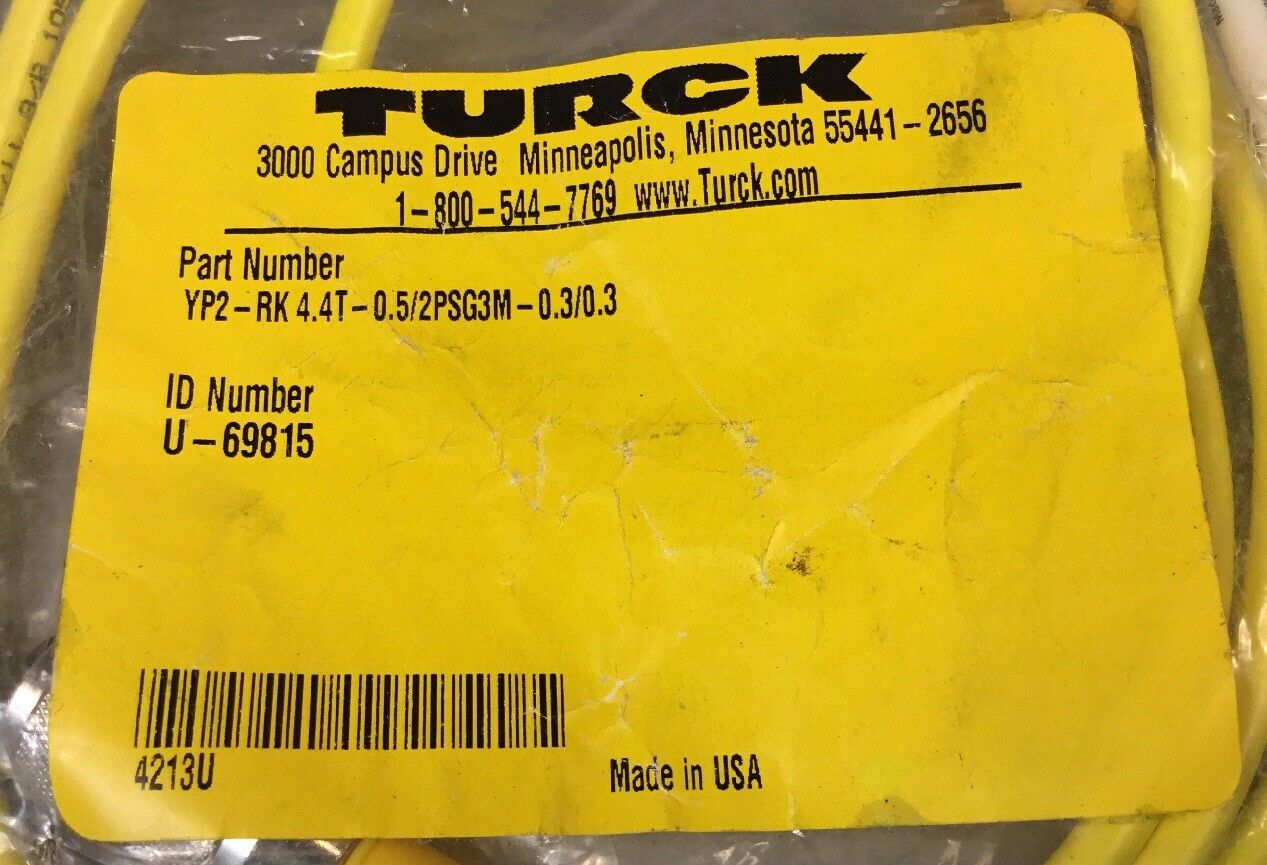 TURCK
3000 Campus Drive Minneapolis, Minnesota 55441-2656
1-800-544-7769 www.Turck.com
Part Number
YP2-RK 4.4T-0.5/2PSG3M-0.3/0.3
ID Number
U-69815
4213U
Made in USA